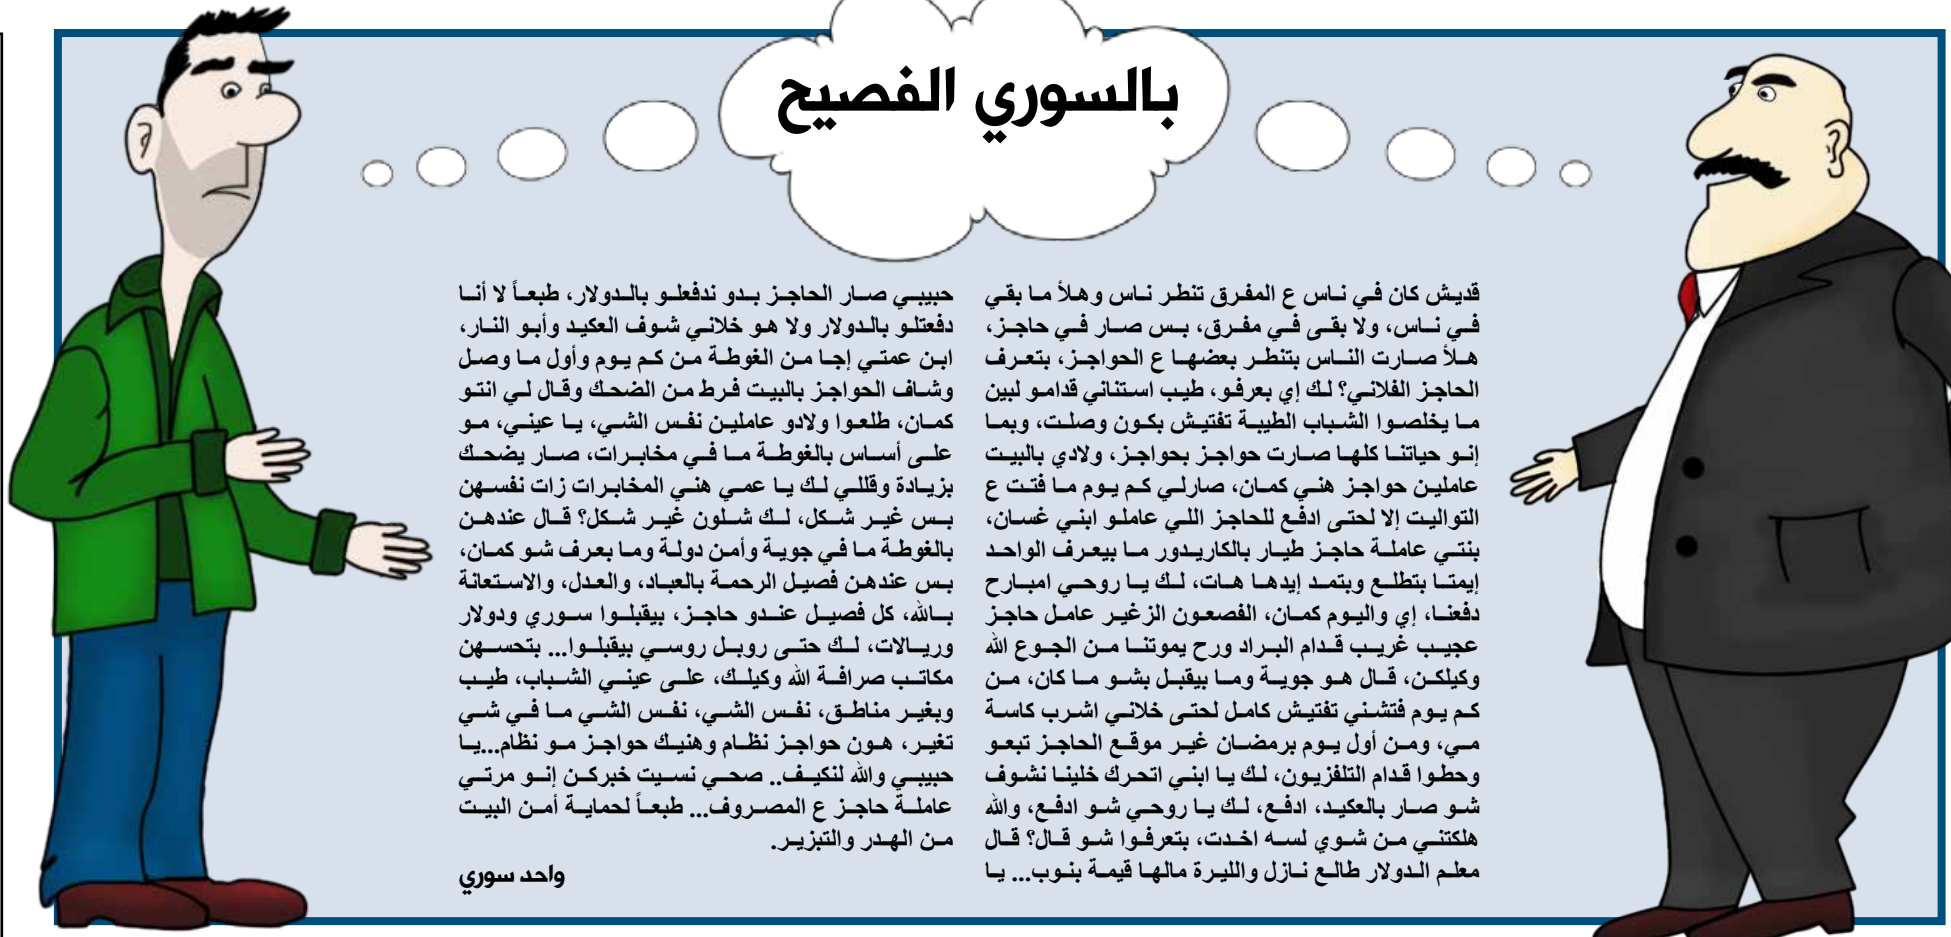 بالسوري الفصيح
قديش كان في ناس ع المفرق تنطر ناس وهلأ ما بقي
في ناس، ولا بقى في مفرق، بس صار في حاجز،
هلأ صارت الناس بتنطر بعضها ع الحواجز، بتعرف
الحاجز الفلاني؟ لك إي بعرفو، طيب استناني قدامو لبين
ما يخلصوا الشباب الطيبة تفتيش بكون وصلت، وبما
إنو حياتنا كلها صارت حواجز بحواجز، ولادي بالبيت
عاملين حواجز هني كمان، صارلي كم يوم ما فتت ع
التواليت إلا لحتى ادفع للحاجز اللي عاملو ابني غسان،
بنتي عاملة حاجز طيار بالكاريدور ما بيعرف الواحد
إيمتا بتطلع وبتمد إيدها هات، لك يا روحي امبارح
دفعنا، إي واليوم كمان، الفصعون الزغير عامل حاجز
عجيب غريب قدام البراد ورح يموتنا من الجوع الله
وكيلكن، قال هو جوية وما بيقبل بشو ما كان، من
كم يوم فتشني تفتيش كامل لحتى خلاني اشرب كاسة
مي، ومن أول يوم برمضان غير موقع الحاجز تبعو
وحطوا قدام التلفزيون، لك يا ابني اتحرك خلينا نشوف
شو صار بالعكيد، ادفع، لك يا روحي شو ادفع، والله
هلكتني من شوي لسه اخدت، بتعرفوا شو قال؟ قال
معلم الدولار طالع نازل والليرة مالها قيمة بنوب... يا
حبيبي صار الحاجز بدو ندفعلو بالدولار، طبعاً لا أنا
دفعتلو بالدولار ولا هو خلاني شوف العكيد وأبو النار،
ابن عمتي إجا من الغوطة من كم يوم وأول ما وصل
وشاف الحواجز بالبيت فرط من الضحك وقال لي انتو
كمان، طلعوا ولادو عاملين نفس الشي، يا عيني، مو
على أساس بالغوطة ما في مخابرات، صار يضحك
بزيادة وقللي لك يا عمي هني المخابرات زات نفسهن
بس غير شكل، لك شلون غير شكل؟ قال عندهن
بالغوطة ما في جوية وأمن دولة وما بعرف شو كمان،
بس عندهن فصيل الرحمة بالعباد، والعدل، والاستعانة
بالله، كل فصيل عندو حاجز، بيقبلوا سوري ودولار
وريالات، لك حتى روبل روسي بيقبلوا... بتحسهن
مكاتب صرافة الله وكيلك، على عيني الشباب، طيب
وبغير مناطق، نفس الشي، نفس الشي ما في شي
تغير، هون حواجز نظام وهنيك حواجز مو نظام...يا
حبيبي والله لنكيف.. صحي نسيت خبركن إنو مرتي
عاملة حاجز ع المصروف... طبعاً لحماية أمن البيت
من الهدر والتبزير.
واحد سوري